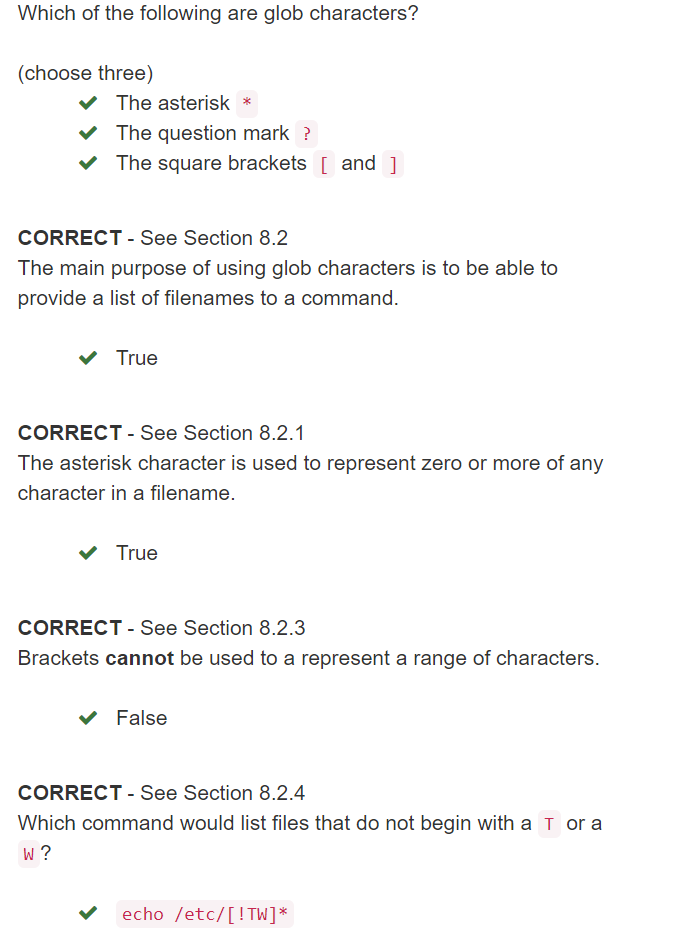 Which of the following are glob characters?
(choose three)
The asterisk *
The question mark ?
The square brackets [ and ]
CORRECT - See Section 8.2
The main purpose of using glob characters is to be able to
provide a list of filenames to a command.
True
CORRECT - See Section 8.2.1
The asterisk character is used to represent zero or more of any
character in a filename.
True
CORRECT - See Section 8.2.3
Brackets cannot be used to a represent a range of characters.
False
CORRECT - See Section 8.2.4
Which command would list files that do not begin with a T or a
W ?
echo /etc/[!TW]*